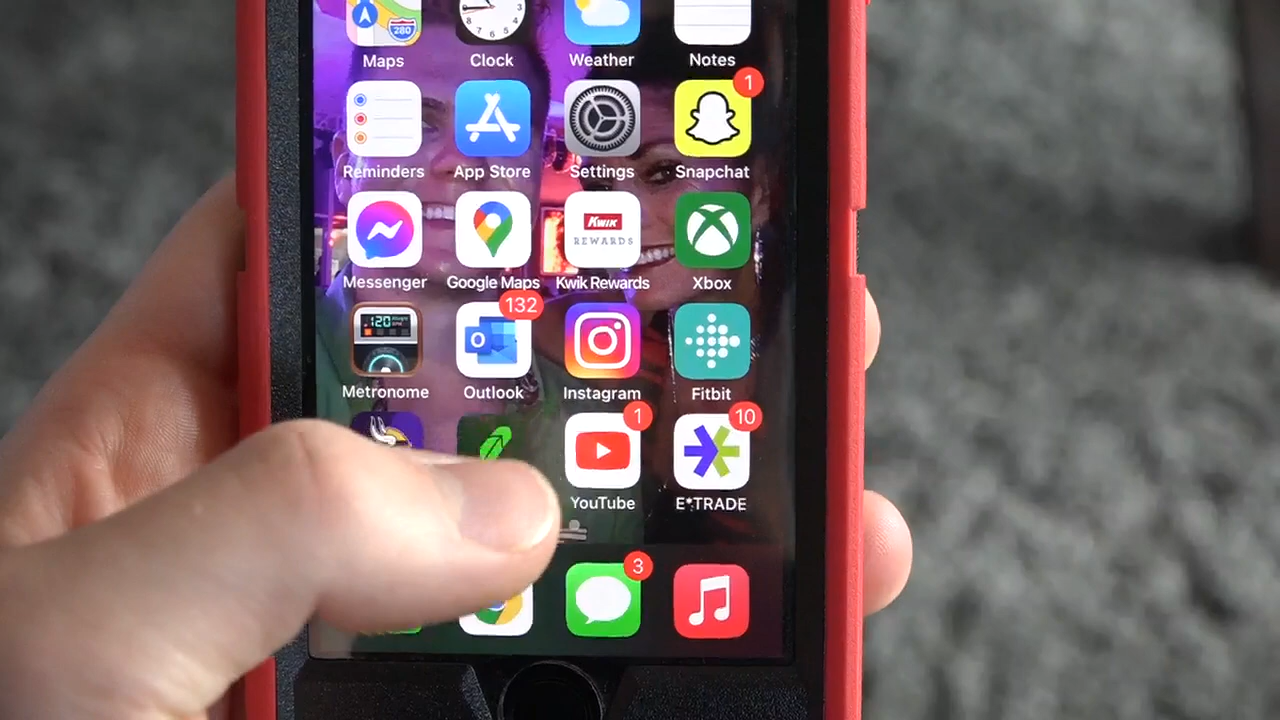 280
Maps
Clock
Weather
Notes
1
Reminders
App Store
Settings
Snapchat
KWIK
REWARDS
Messenger
Google Maps
Kwik Rewards
Xbox
120
132
Metronome
Outlook
Instagram
Fitbit
1
10
YouTube
E*TRADE
3